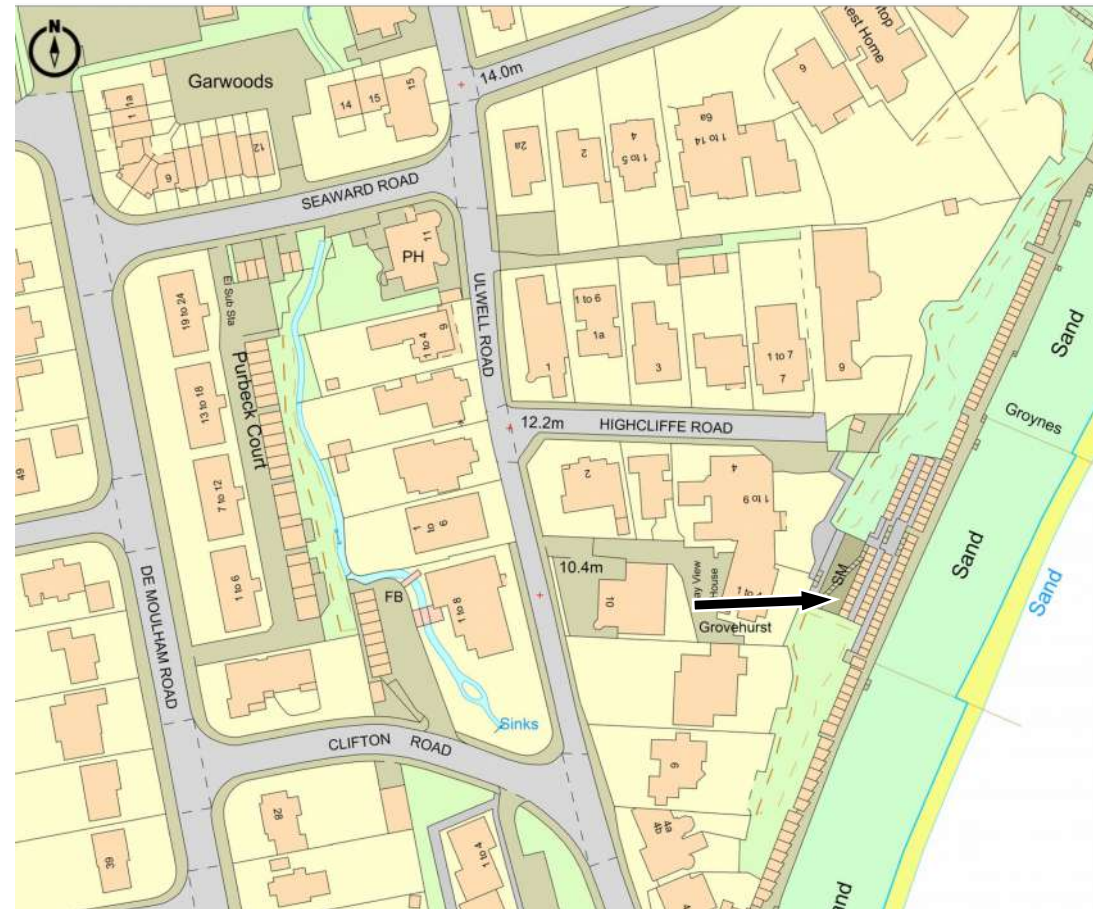 N
Garwoods
1
1a
6
12
14
15
15
14.0m
SEAWARD ROAD
2a
2
4
1 to 5
6a
1 to 14
9
Rest Home
PH
11
El Sub Sta
19 to 24
Purbeck Court
13 to 18
7 to 12
1 to 6
49
ULWELL ROAD
9
1 to 4
1 to 6
1a
1
3
1 to 7
7
9
Sand
Groynes
12.2m
HIGHCLIFFE ROAD
2
4
1 to 9
1 to 8
FB
10.4m
10
House
SM
Grovehurst
Sand
Sand
DE MOULHAM ROAD
Sinks
CLIFTON ROAD
28
39
1 to 4
6
4a
4b